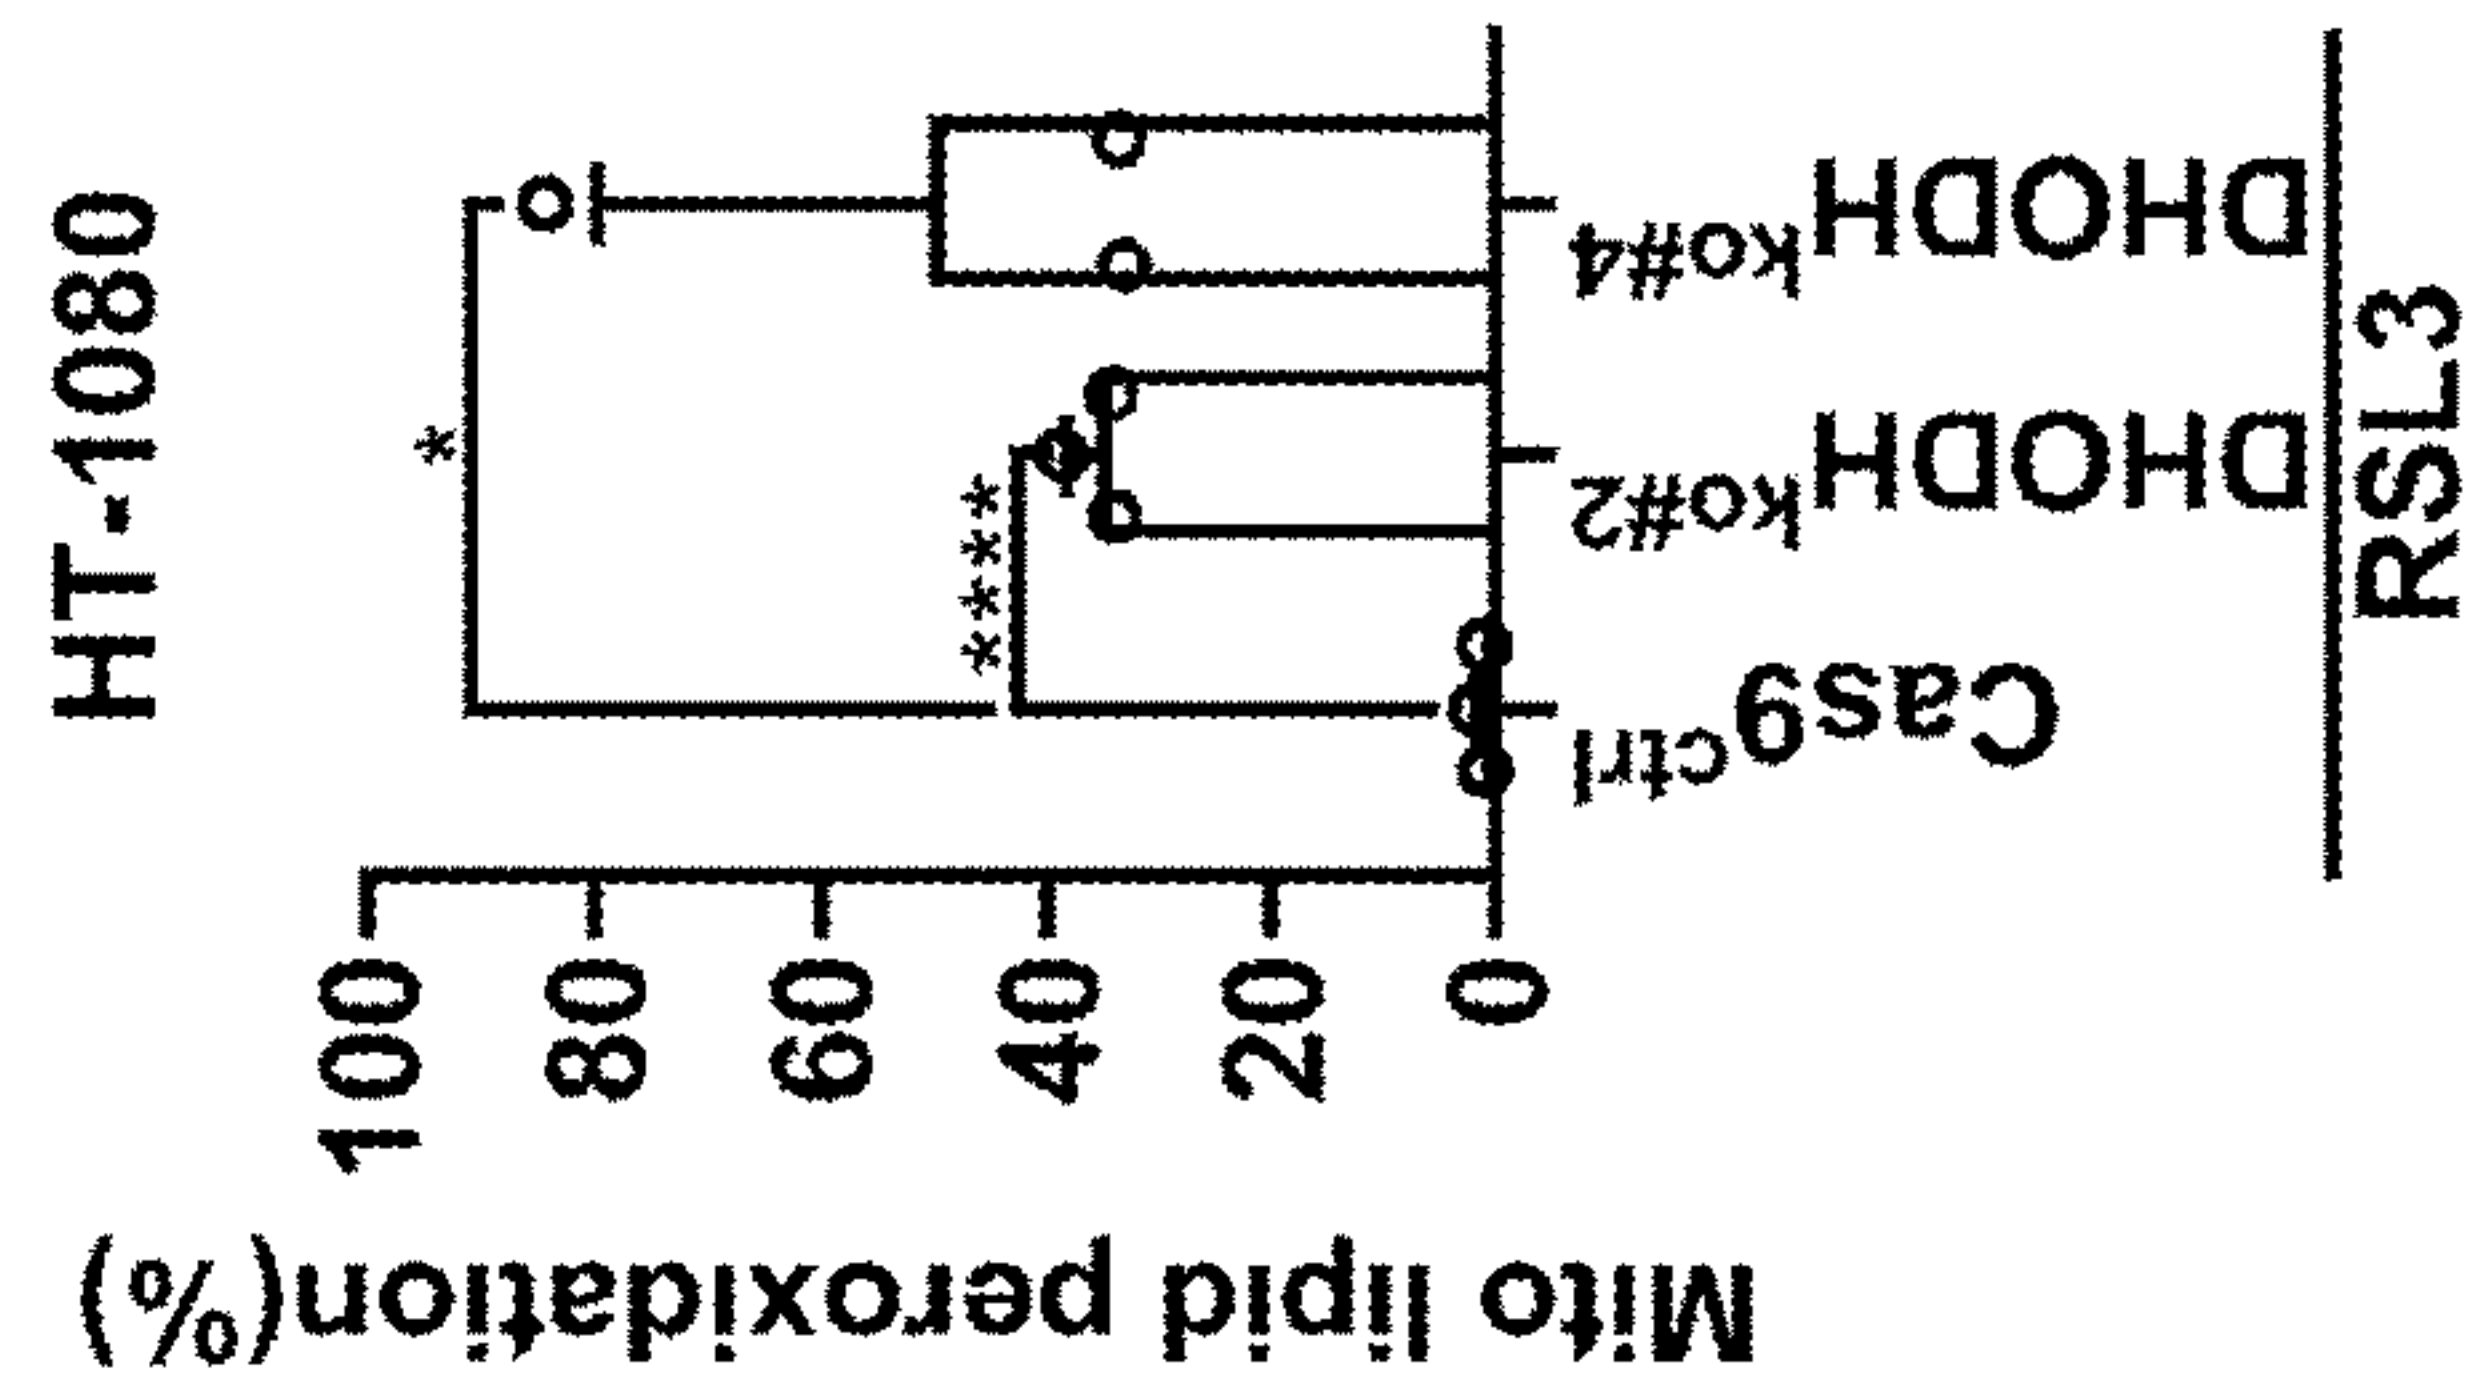 HT-1080
Mito lipid peroxidation(%)
100
80
60
40
20
0
*
****
Cas9ctrl
DHODHko#2
DHODHko#4
RSL3